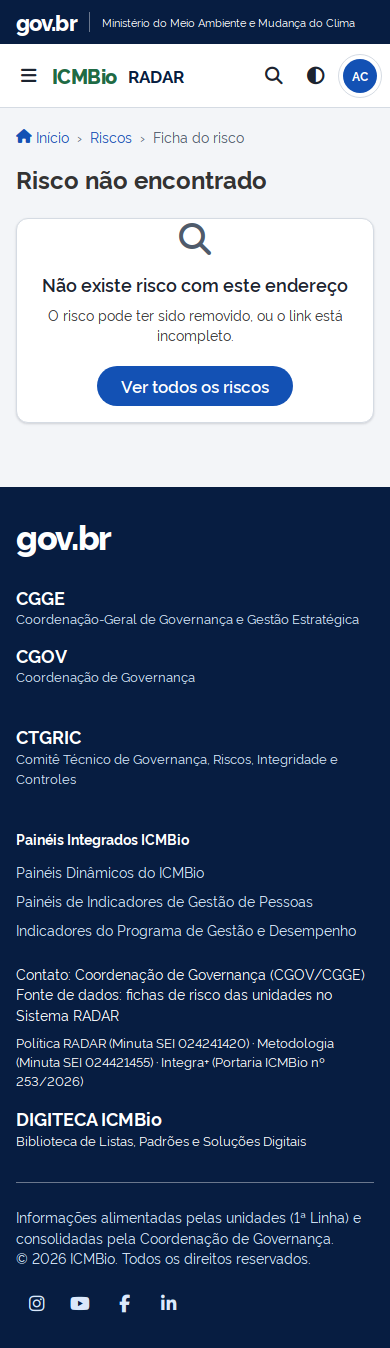 gov.br Ministério do Meio Ambiente e Mudança do Clima
ICMBio RADAR AC
Início › Riscos › Ficha do risco
Risco não encontrado
Não existe risco com este endereço
O risco pode ter sido removido, ou o link está
incompleto.
Ver todos os riscos
gov.br
CGGE
Coordenação-Geral de Governança e Gestão Estratégica
CGOV
Coordenação de Governança
CTGRIC
Comitê Técnico de Governança, Riscos, Integridade e
Controles
Painéis Integrados ICMBio
Painéis Dinâmicos do ICMBio
Painéis de Indicadores de Gestão de Pessoas
Indicadores do Programa de Gestão e Desempenho
Contato: Coordenação de Governança (CGOV/CGGE)
Fonte de dados: fichas de risco das unidades no
Sistema RADAR
Política RADAR (Minuta SEI 024241420) · Metodologia
(Minuta SEI 024421455) · Integra+ (Portaria ICMBio nº
253/2026)
DIGITECA ICMBio
Biblioteca de Listas, Padrões e Soluções Digitais
Informações alimentadas pelas unidades (1ª Linha) e
consolidadas pela Coordenação de Governança.
© 2026 ICMBio. Todos os direitos reservados.